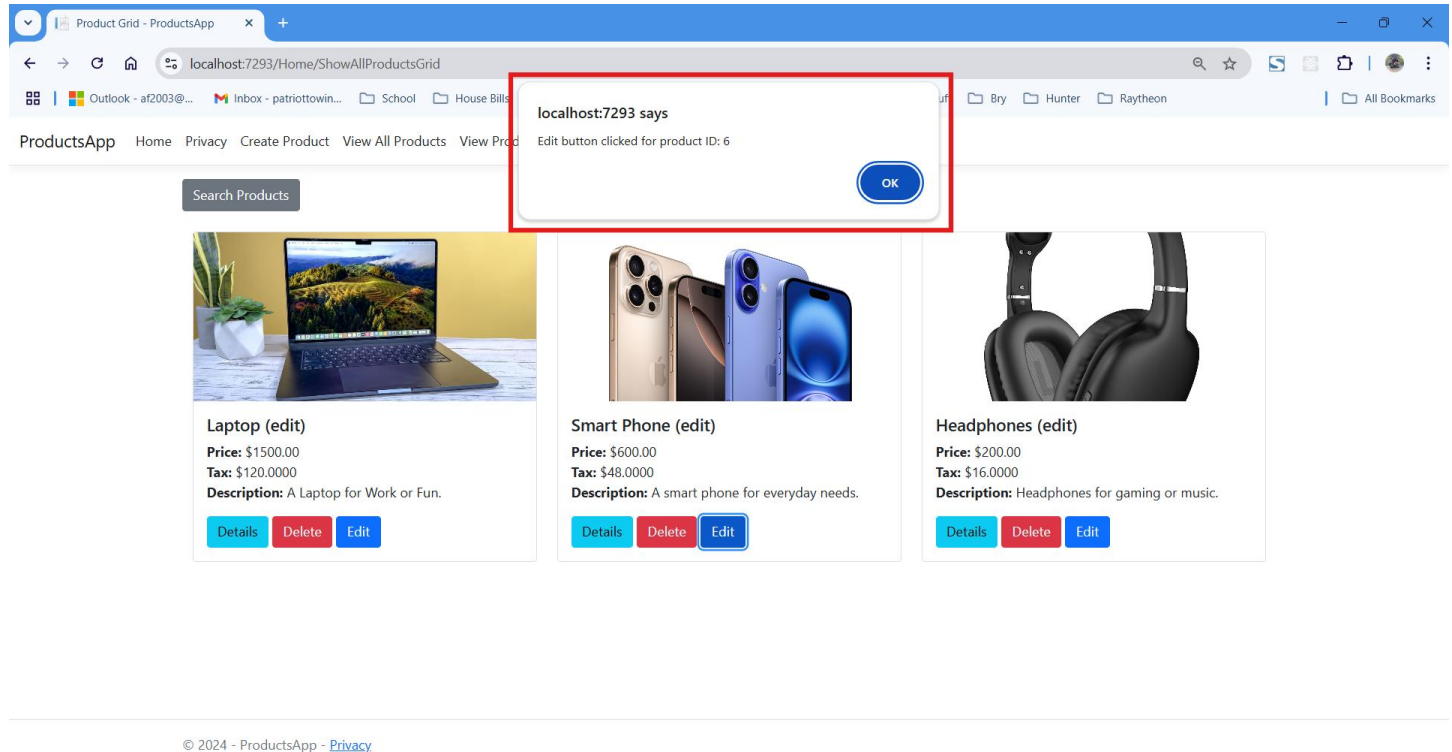 Product Grid - ProductsApp
localhost:7293/Home/ShowAllProductsGrid
Outlook - af2003@... Inbox - patriottowin... School House Bills Bry Hunter Raytheon All Bookmarks
localhost:7293 says
Edit button clicked for product ID: 6
OK
ProductsApp Home Privacy Create Product View All Products View Prod
Search Products
Laptop (edit)
Price: $1500.00
Tax: $120.0000
Description: A Laptop for Work or Fun.
Details Delete Edit
Smart Phone (edit)
Price: $600.00
Tax: $48.0000
Description: A smart phone for everyday needs.
Details Delete Edit
Headphones (edit)
Price: $200.00
Tax: $16.0000
Description: Headphones for gaming or music.
Details Delete Edit
© 2024 - ProductsApp - Privacy